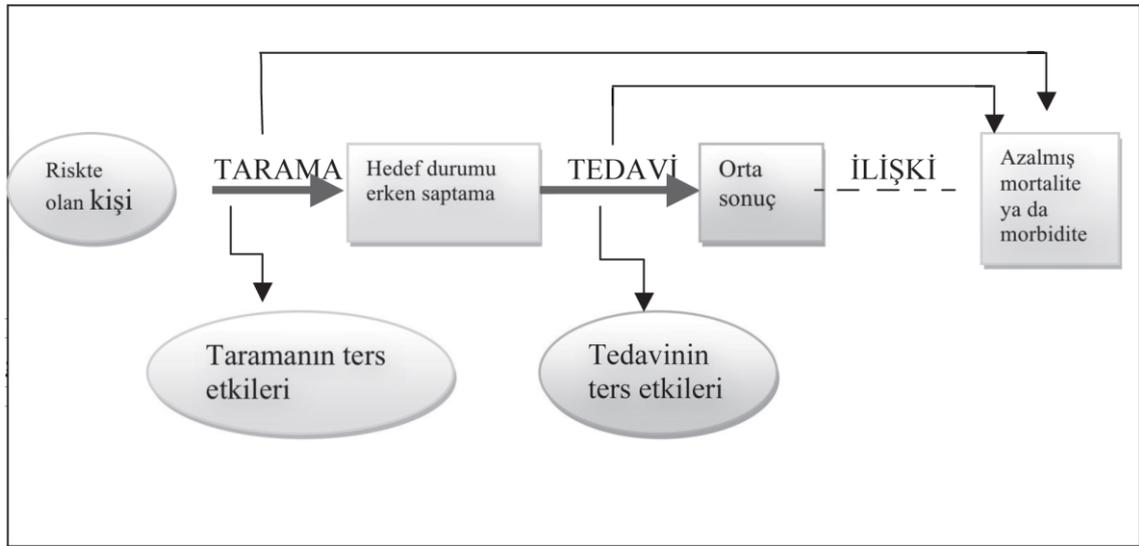 Riskte
olan kişi
TARAMA
Hedef durumu
erken saptama
TEDAVİ
Orta
sonuç
İLİŞKİ
Azalmış
mortalite
ya da
morbidite
Taramanın ters
etkileri
Tedavinin
ters etkileri